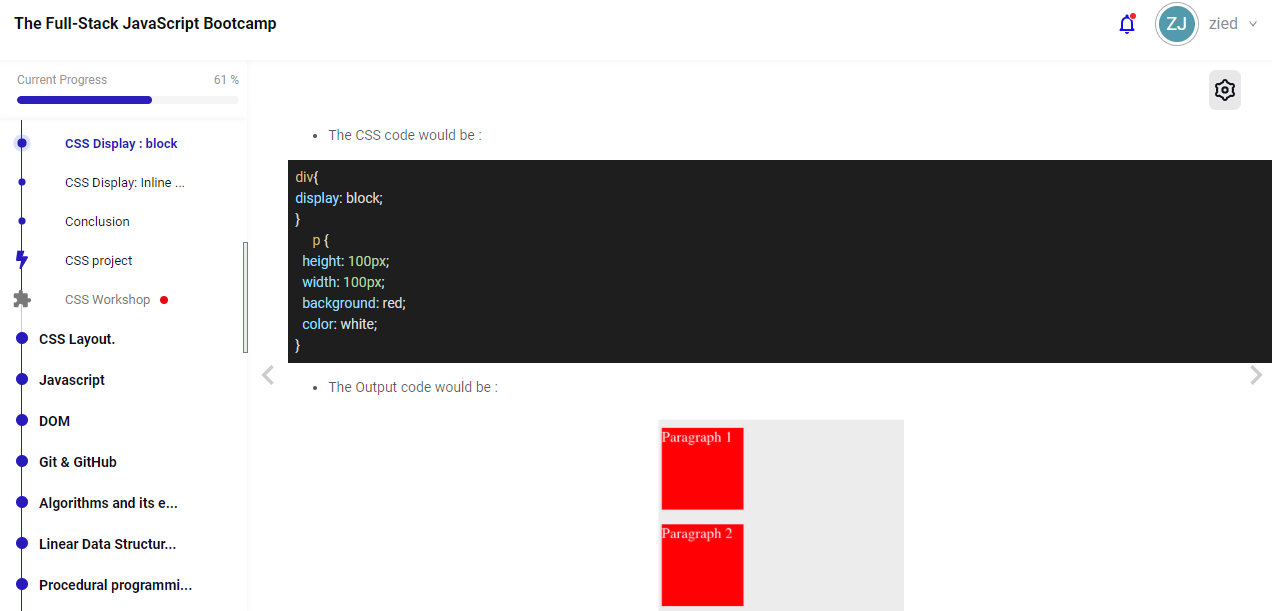 The Full-Stack JavaScript Bootcamp
ZJ
zied
Current Progress
61 %
CSS Display : block
CSS Display: Inline ...
Conclusion
CSS project
CSS Workshop
CSS Layout.
Javascript
DOM
Git & GitHub
Algorithms and its e...
Linear Data Structur...
Procedural programmi...
The CSS code would be :
div{
display: block;
}
p {
height: 100px;
width: 100px;
background: red;
color: white;
}
The Output code would be :
Paragraph 1
Paragraph 2